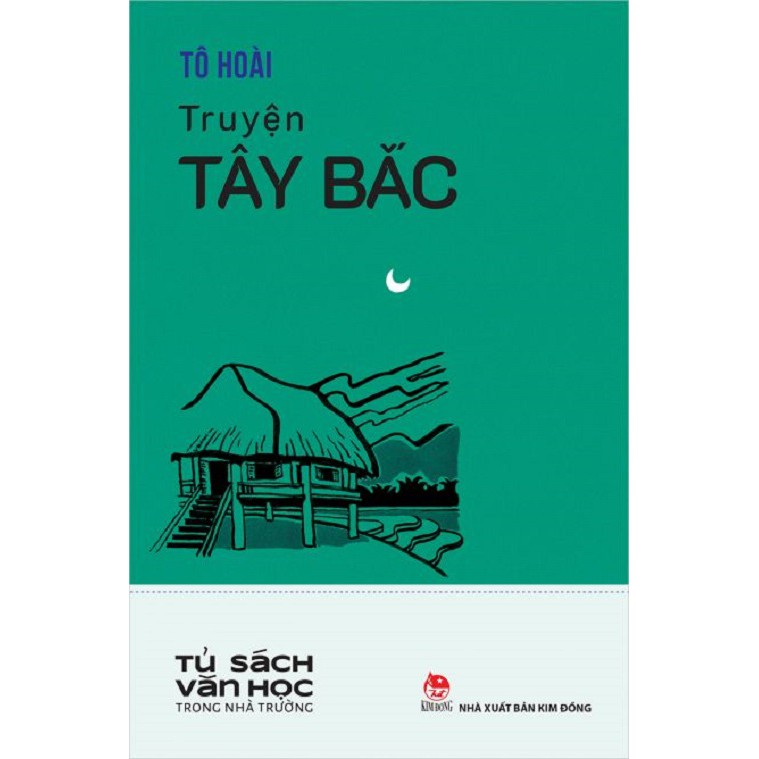 TÔ HOÀI
Truyện
TÂY BẮC
TỦ SÁCH
VĂN HỌC
TRONG NHÀ TRƯỜNG
KIM ĐỒNG
NHÀ XUẤT BẢN KIM ĐỒNG